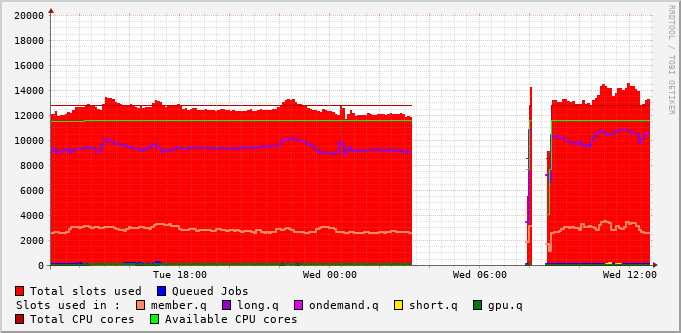 20000
18000
16000
14000
12000
10000
8000
6000
4000
2000
0
Tue 18:00 Wed 00:00 Wed 06:00 Wed 12:00
RRDTOOL / TOBI OETIKER
Total slots used Queued Jobs
Slots used in : member.q long.q ondemand.q short.q gpu.q
Total CPU cores Available CPU cores